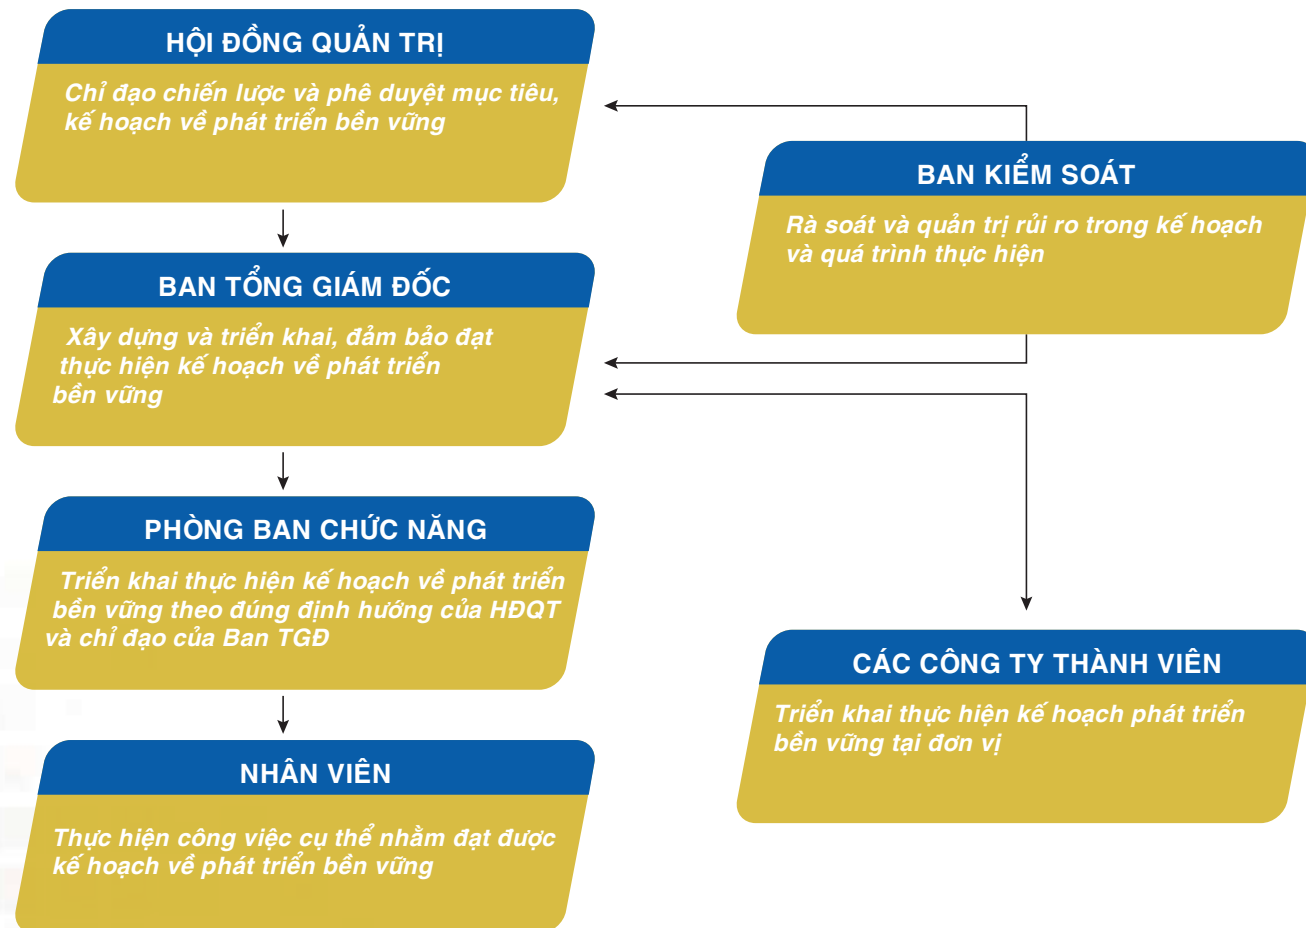 HỘI ĐỒNG QUẢN TRỊ
Chỉ đạo chiến lược và phê duyệt mục tiêu,
kế hoạch về phát triển bền vững
BAN KIỂM SOÁT
Rà soát và quản trị rủi ro trong kế hoạch
và quá trình thực hiện
BAN TỔNG GIÁM ĐỐC
Xây dựng và triển khai, đảm bảo đạt
thực hiện kế hoạch về phát triển
bền vững
PHÒNG BAN CHỨC NĂNG
Triển khai thực hiện kế hoạch về phát triển
bền vững theo đúng định hướng của HĐQT
và chỉ đạo của Ban TGĐ
CÁC CÔNG TY THÀNH VIÊN
Triển khai thực hiện kế hoạch phát triển
bền vững tại đơn vị
NHÂN VIÊN
Thực hiện công việc cụ thể nhằm đạt được
kế hoạch về phát triển bền vững